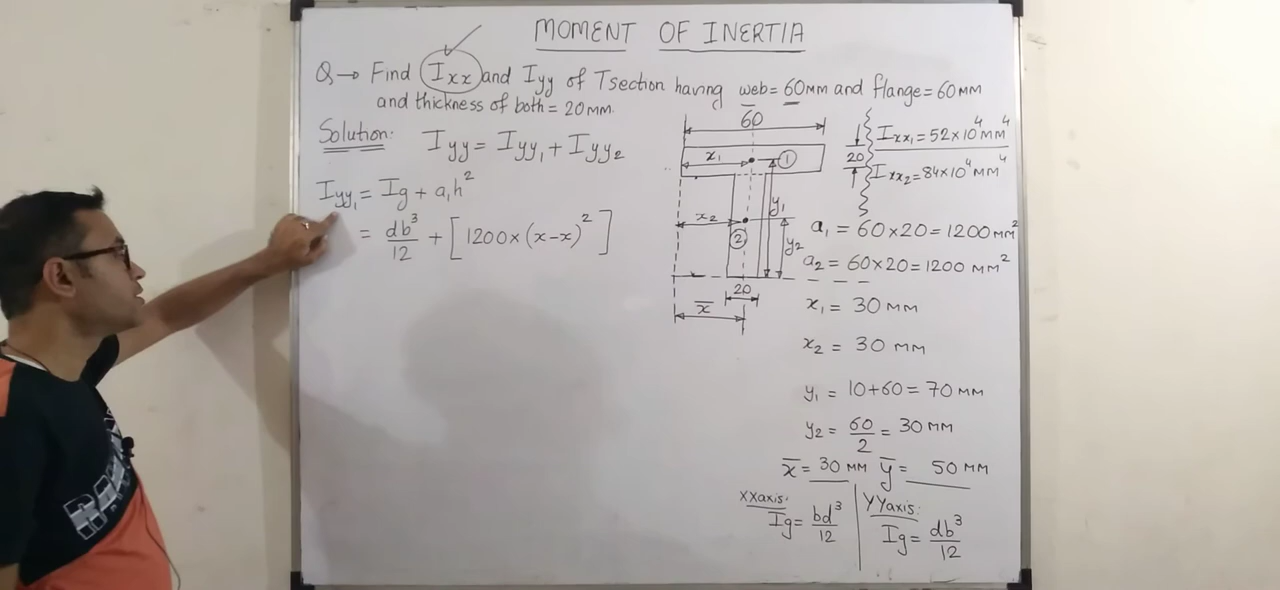 MOMENT OF INERTIA
Q→ Find Ixx and Iyy of T section having web= 60MM and flange= 60MM
and thickness of both = 20MM.
Solution:
Iyy = Iyy₁ + Iyy₂
Iyy₁ = Ig + a₁h²
= db³/12 + [1200×(x-x)²]
60
x₁
1
20
x₂
y₁
2
y₂
20
x̅
Ixx₁ = 52×10⁴ MM⁴
Ixx₂ = 84×10⁴ MM⁴
a₁ = 60×20 = 1200MM²
a₂ = 60×20 = 1200 MM²
x₁ = 30 MM
x₂ = 30 MM
y₁ = 10+60 = 70 MM
y₂ = 60/2 = 30 MM
x̅ = 30 MM y̅ = 50 MM
XXaxis:
Ig = bd³/12
YYaxis:
Ig = db³/12